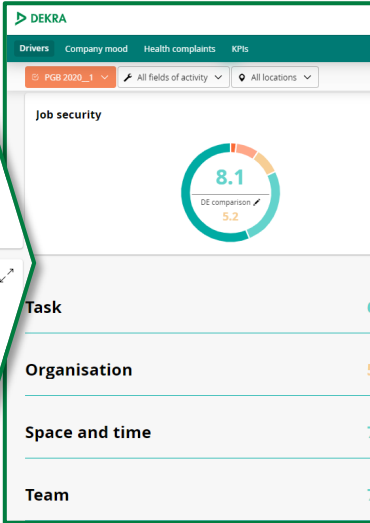 DEKRA
Drivers Company mood Health complaints KPIs
PGB 2020_1 All fields of activity All locations
Job security
8.1
DE comparison
5.2
Task
Organisation
Space and time
Team